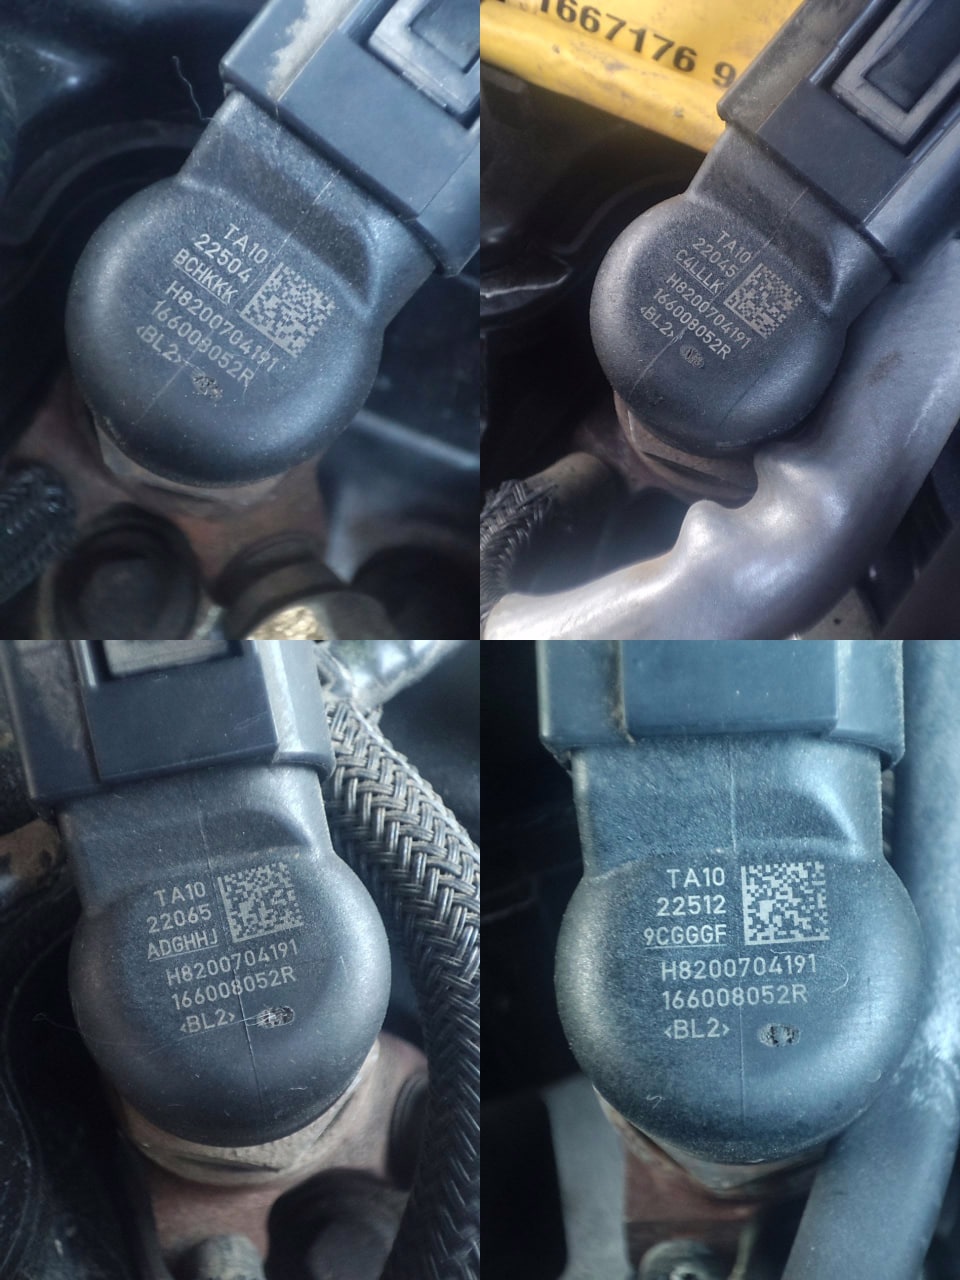 TA10
22504
BCHKKK
H8200704191
166008052R
‹BL2›
1667176 9
TA10
22045
C4LLLK
H8200704191
166008052R
‹BL2›
TA10
22065
ADGHHJ
H8200704191
166008052R
‹BL2›
TA10
22512
9CGGGF
H8200704191
166008052R
‹BL2›